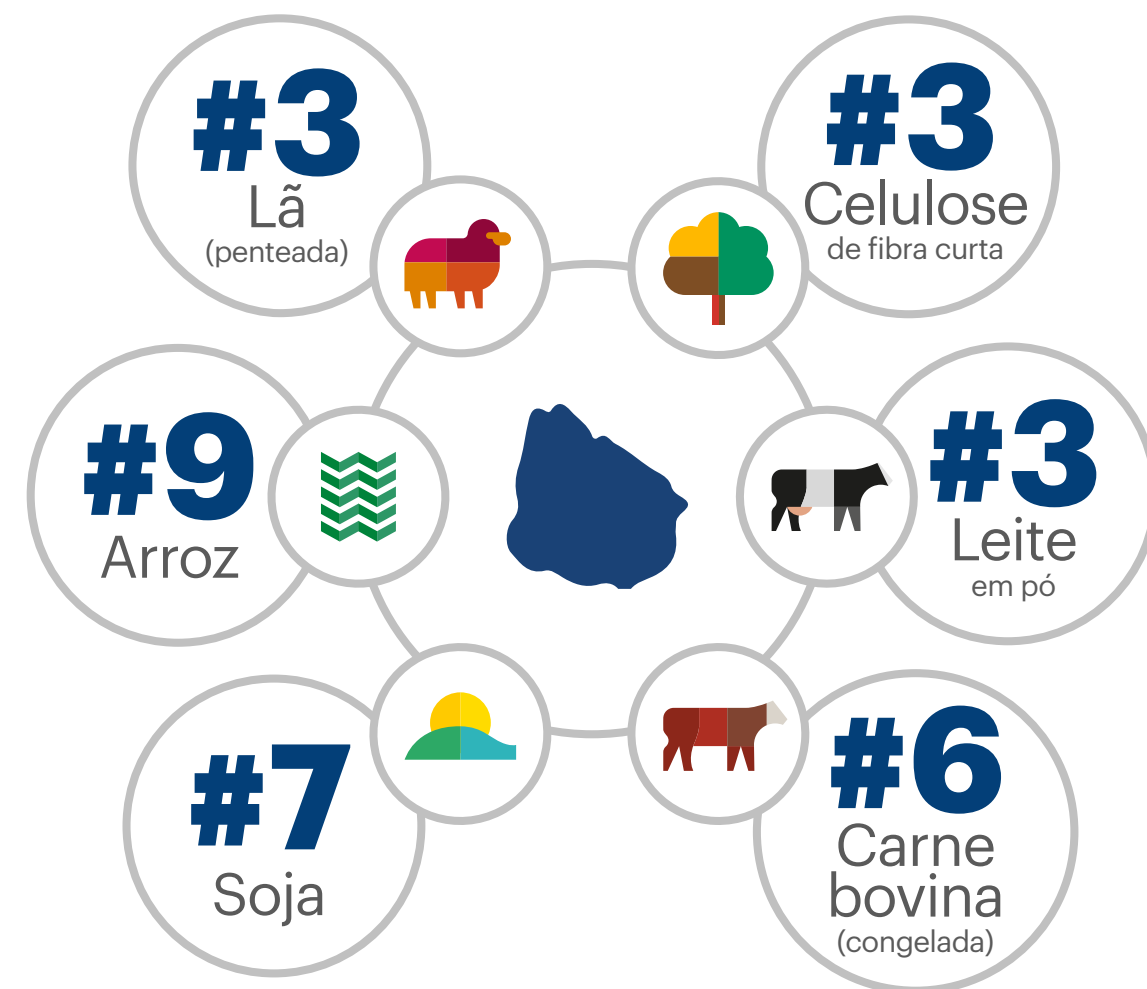 #3
Lã
(penteada)
#3
Celulose
de fibra curta
#9
Arroz
#3
Leite
em pó
#7
Soja
#6
Carne
bovina
(congelada)